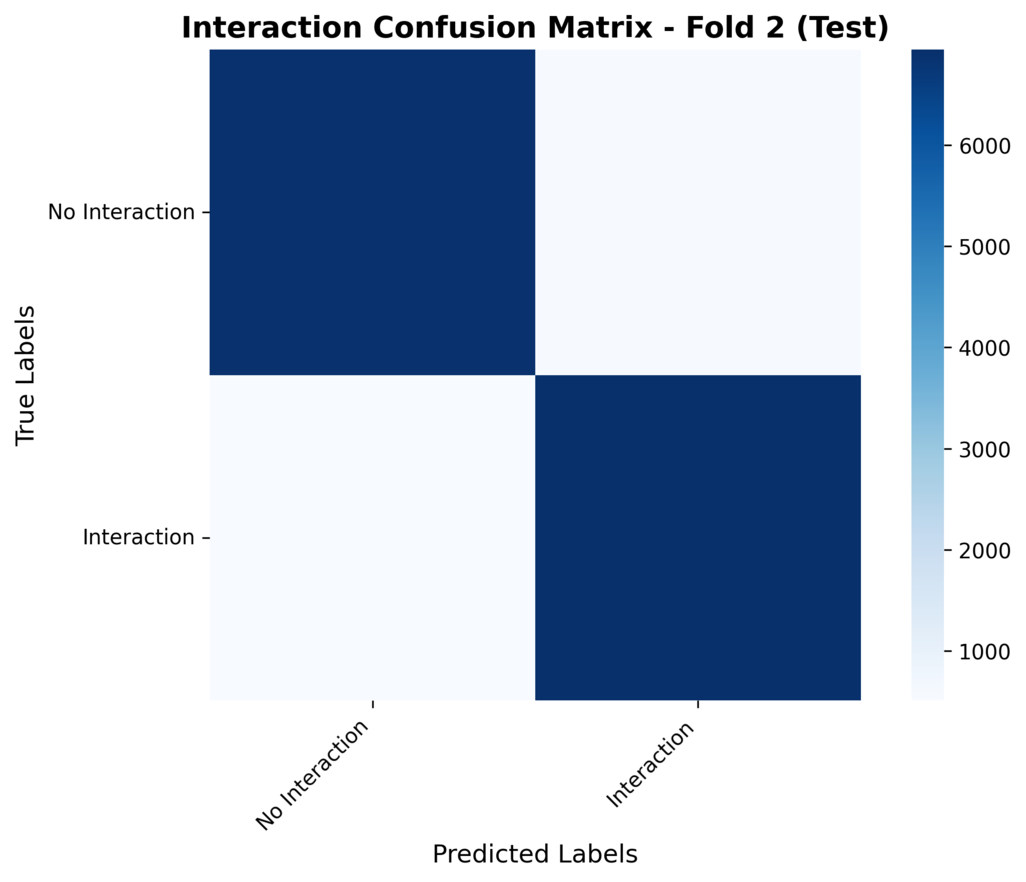 Interaction Confusion Matrix - Fold 2 (Test)
No Interaction
Interaction
True Labels
No Interaction
Interaction
Predicted Labels
6000
5000
4000
3000
2000
1000